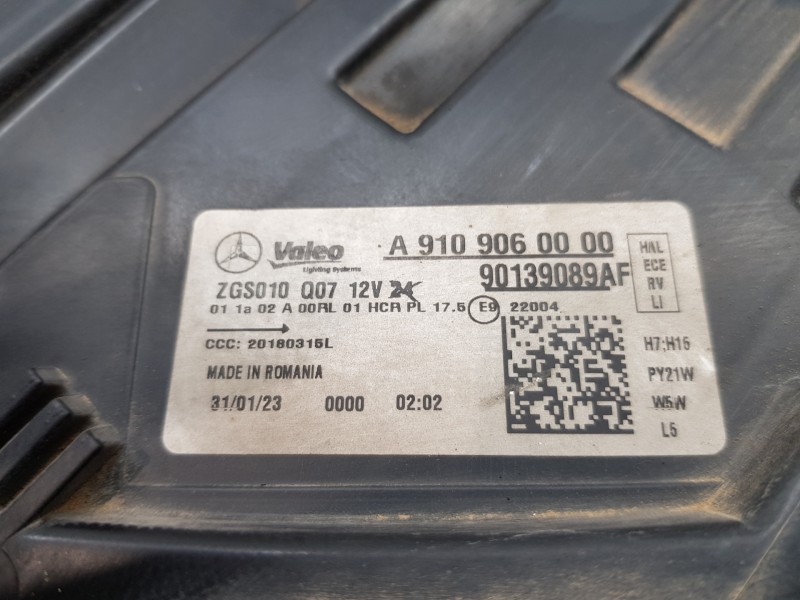 Valeo A 910 906 00 00
Lighting Systems 90139089AF
ZGS010 Q07 12V 24
01 1a 02 A 00RL 01 HCR PL 17.5 E9 22004
CCC: 20180315L
MADE IN ROMANIA
31/01/23 0000 02:02
HAL
ECE
RV
LI
H7;H15
PY21W
W5W
L5